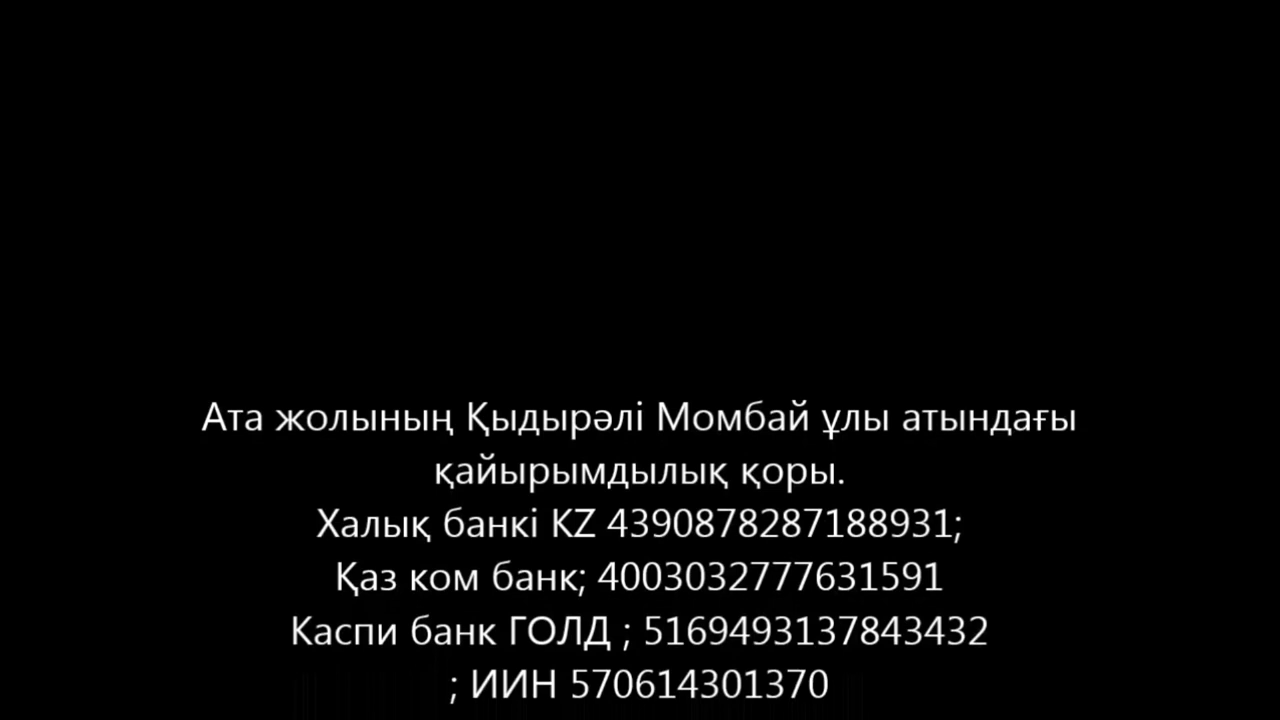 Ата жолының Қыдырәлі Момбай ұлы атындағы
қайырымдылық қоры.
Халық банкі KZ 4390878287188931;
Қаз ком банк; 4003032777631591
Каспи банк ГОЛД ; 5169493137843432
; ИИН 570614301370